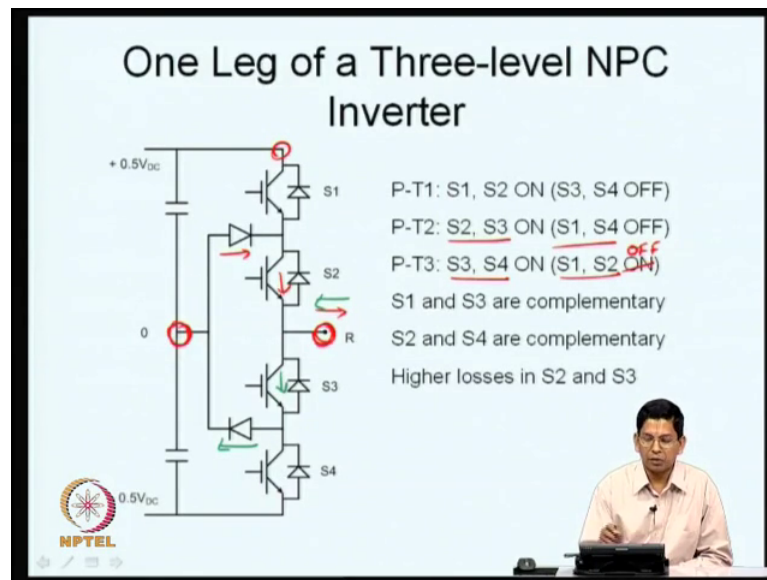 One Leg of a Three-level NPC
Inverter
+ 0.5VDC
S1
S2
0
R
S3
S4
0.5VDC
P-T1: S1, S2 ON (S3, S4 OFF)
P-T2: S2, S3 ON (S1, S4 OFF)
OFF
P-T3: S3, S4 ON (S1, S2 ON)
S1 and S3 are complementary
S2 and S4 are complementary
Higher losses in S2 and S3
NPTEL